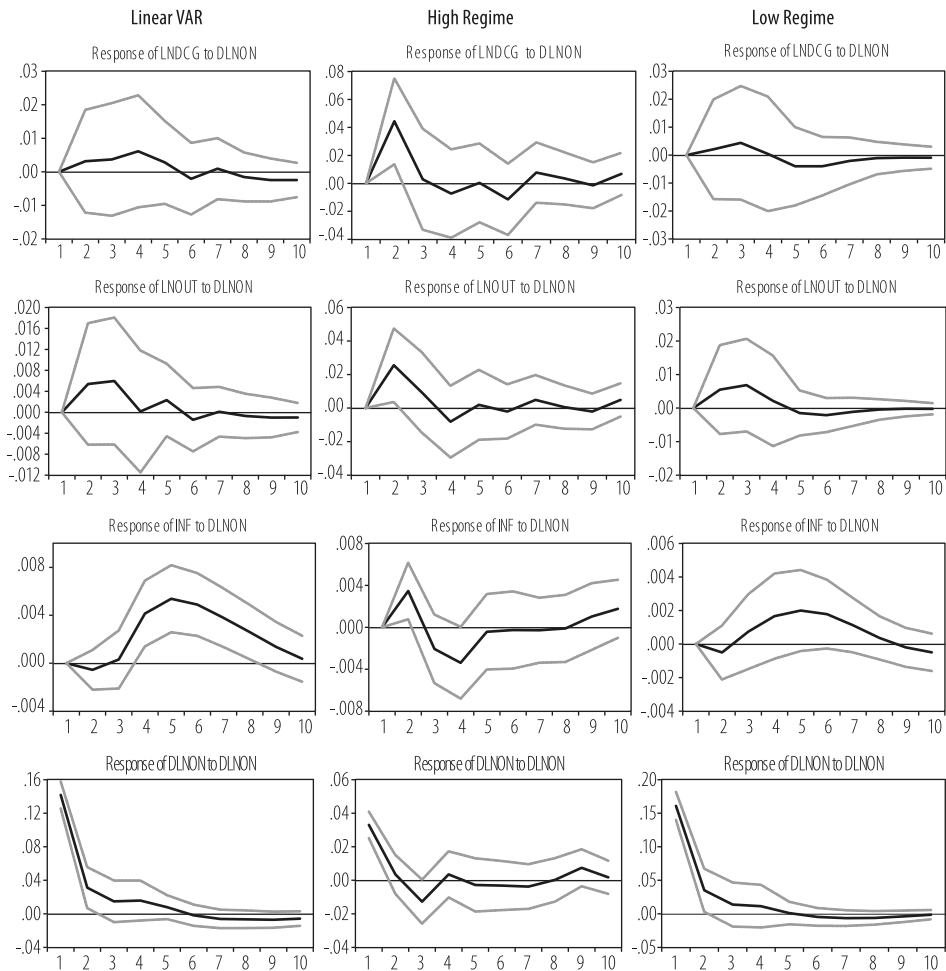 Linear VAR
High Regime
Low Regime
Response of LNDCG to DLNON
.03
.02
.01
.00
-.01
-.02
1 2 3 4 5 6 7 8 9 10
Response of LNDCG to DLNON
.08
.06
.04
.02
.00
-.02
-.04
1 2 3 4 5 6 7 8 9 10
Response of LNDCG to DLNON
.03
.02
.01
.00
-.01
-.02
-.03
1 2 3 4 5 6 7 8 9 10
Response of LNOUT to DLNON
.020
.016
.012
.008
.004
.000
-.004
-.008
-.012
1 2 3 4 5 6 7 8 9 10
Response of LNOUT to DLNON
.06
.04
.02
.00
-.02
-.04
1 2 3 4 5 6 7 8 9 10
Response of LNOUT to DLNON
.03
.02
.01
.00
-.01
-.02
1 2 3 4 5 6 7 8 9 10
Response of INF to DLNON
.008
.004
.000
-.004
1 2 3 4 5 6 7 8 9 10
Response of INF to DLNON
.008
.004
.000
-.004
-.008
1 2 3 4 5 6 7 8 9 10
Response of INF to DLNON
.006
.004
.002
.000
-.002
-.004
1 2 3 4 5 6 7 8 9 10
Response of DLNON to DLNON
.16
.12
.08
.04
.00
-.04
1 2 3 4 5 6 7 8 9 10
Response of DLNON to DLNON
.06
.04
.02
.00
-.02
-.04
1 2 3 4 5 6 7 8 9 10
Response of DLNON to DLNON
.20
.15
.10
.05
.00
-.05
1 2 3 4 5 6 7 8 9 10